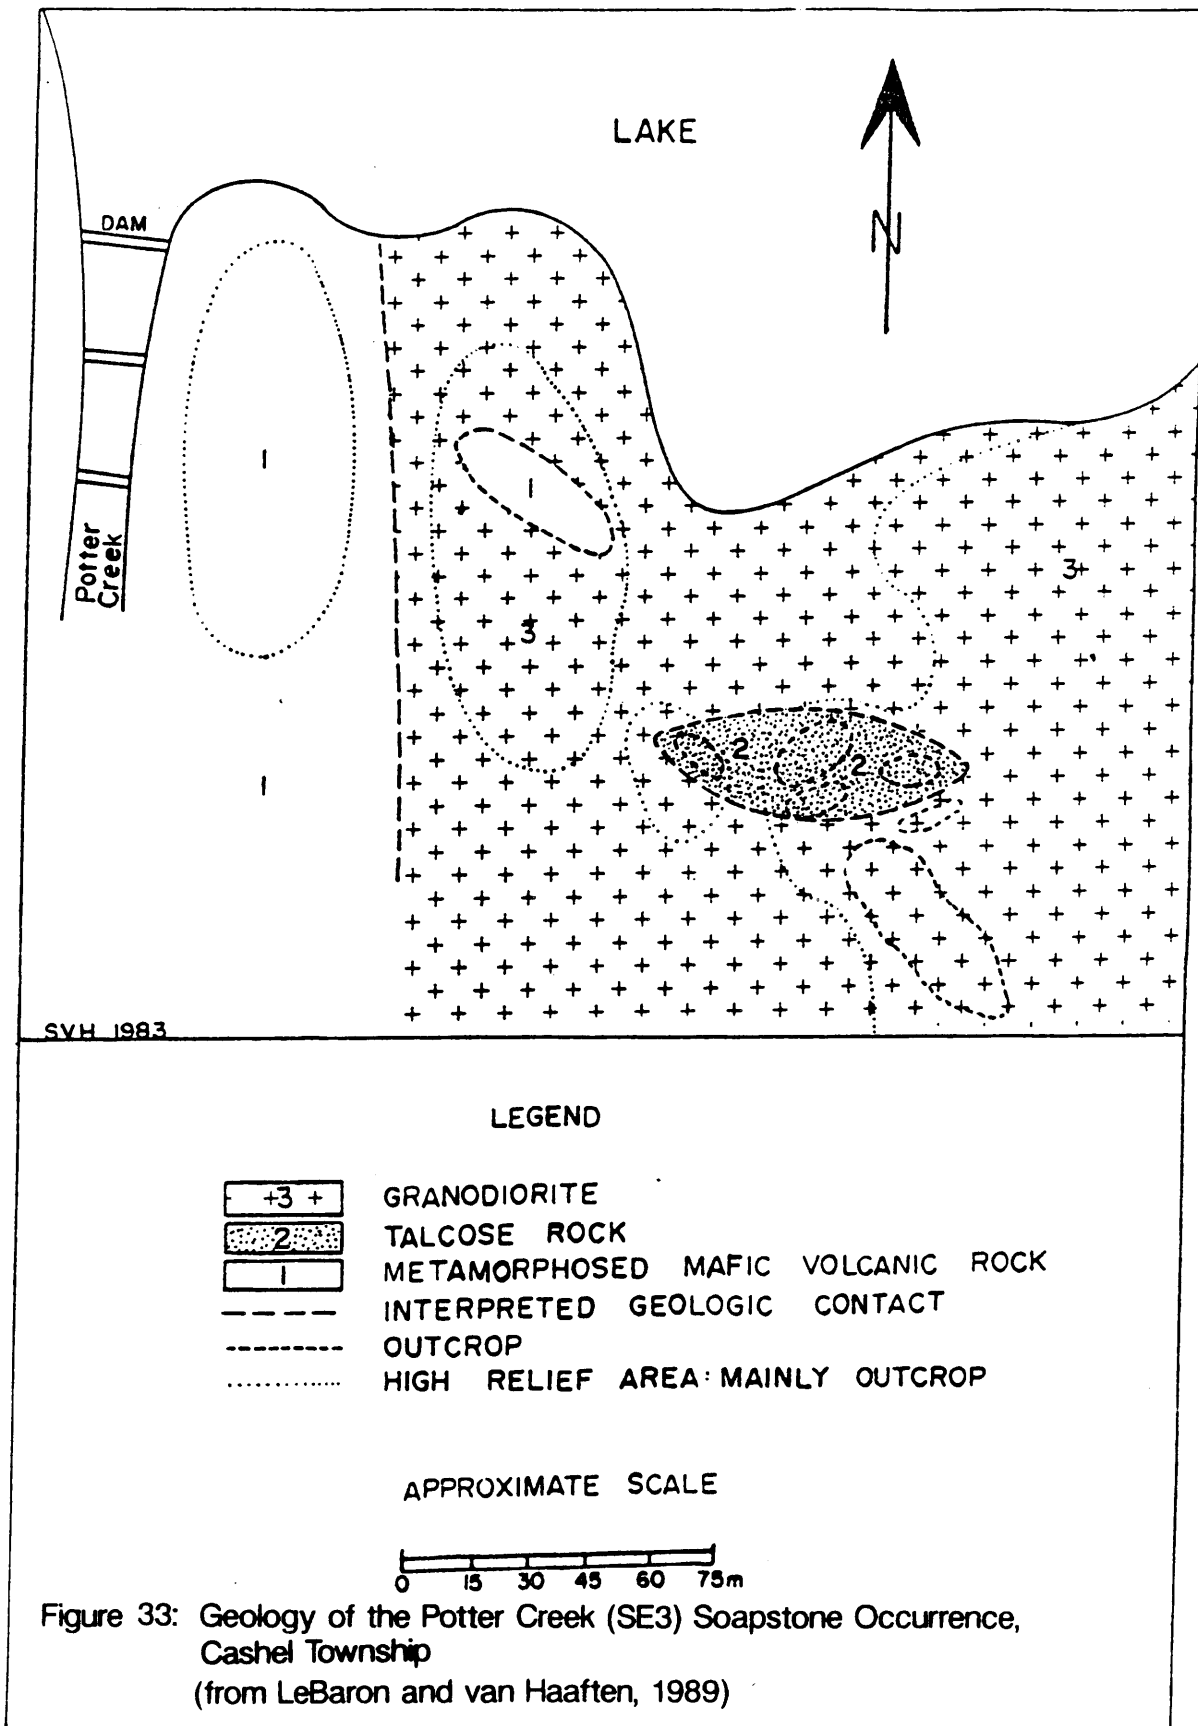 LAKE
N
DAM
1
1
3
3
Potter
Creek
2
2
1
SVH 1983
LEGEND
+3 + GRANODIORITE
2 TALCOSE ROCK
1 METAMORPHOSED MAFIC VOLCANIC ROCK
INTERPRETED GEOLOGIC CONTACT
OUTCROP
HIGH RELIEF AREA: MAINLY OUTCROP
APPROXIMATE SCALE
0 15 30 45 60 75m
Figure 33: Geology of the Potter Creek (SE3) Soapstone Occurrence,
Cashel Township
(from LeBaron and van Haaften, 1989)